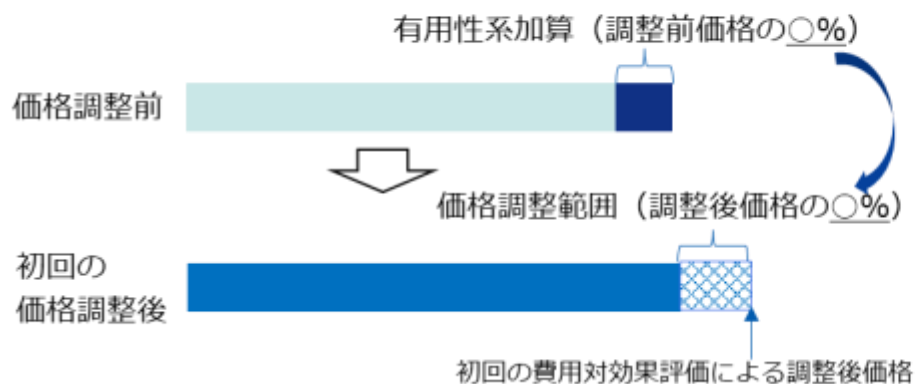 有用性系加算（調整前価格の○%）
価格調整前
価格調整範囲（調整後価格の○%）
初回の
価格調整後
初回の費用対効果評価による調整後価格